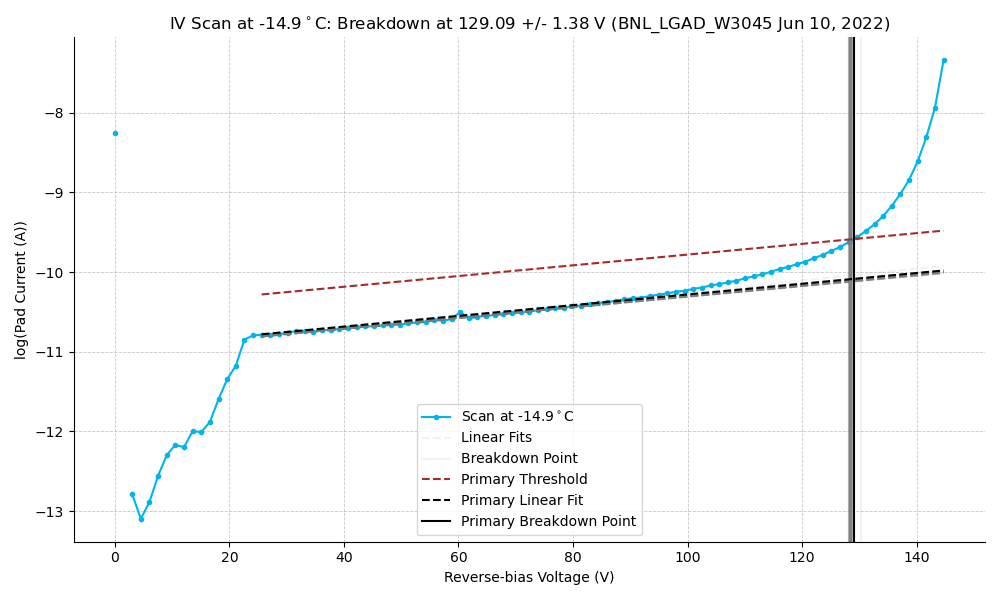 IV Scan at -14.9°C: Breakdown at 129.09 +/- 1.38 V (BNL_LGAD_W3045 Jun 10, 2022)
log(Pad Current (A))
−8
−9
−10
−11
−12
−13
Scan at -14.9°C
Linear Fits
Breakdown Point
Primary Threshold
Primary Linear Fit
Primary Breakdown Point
0 20 40 60 80 100 120 140
Reverse-bias Voltage (V)